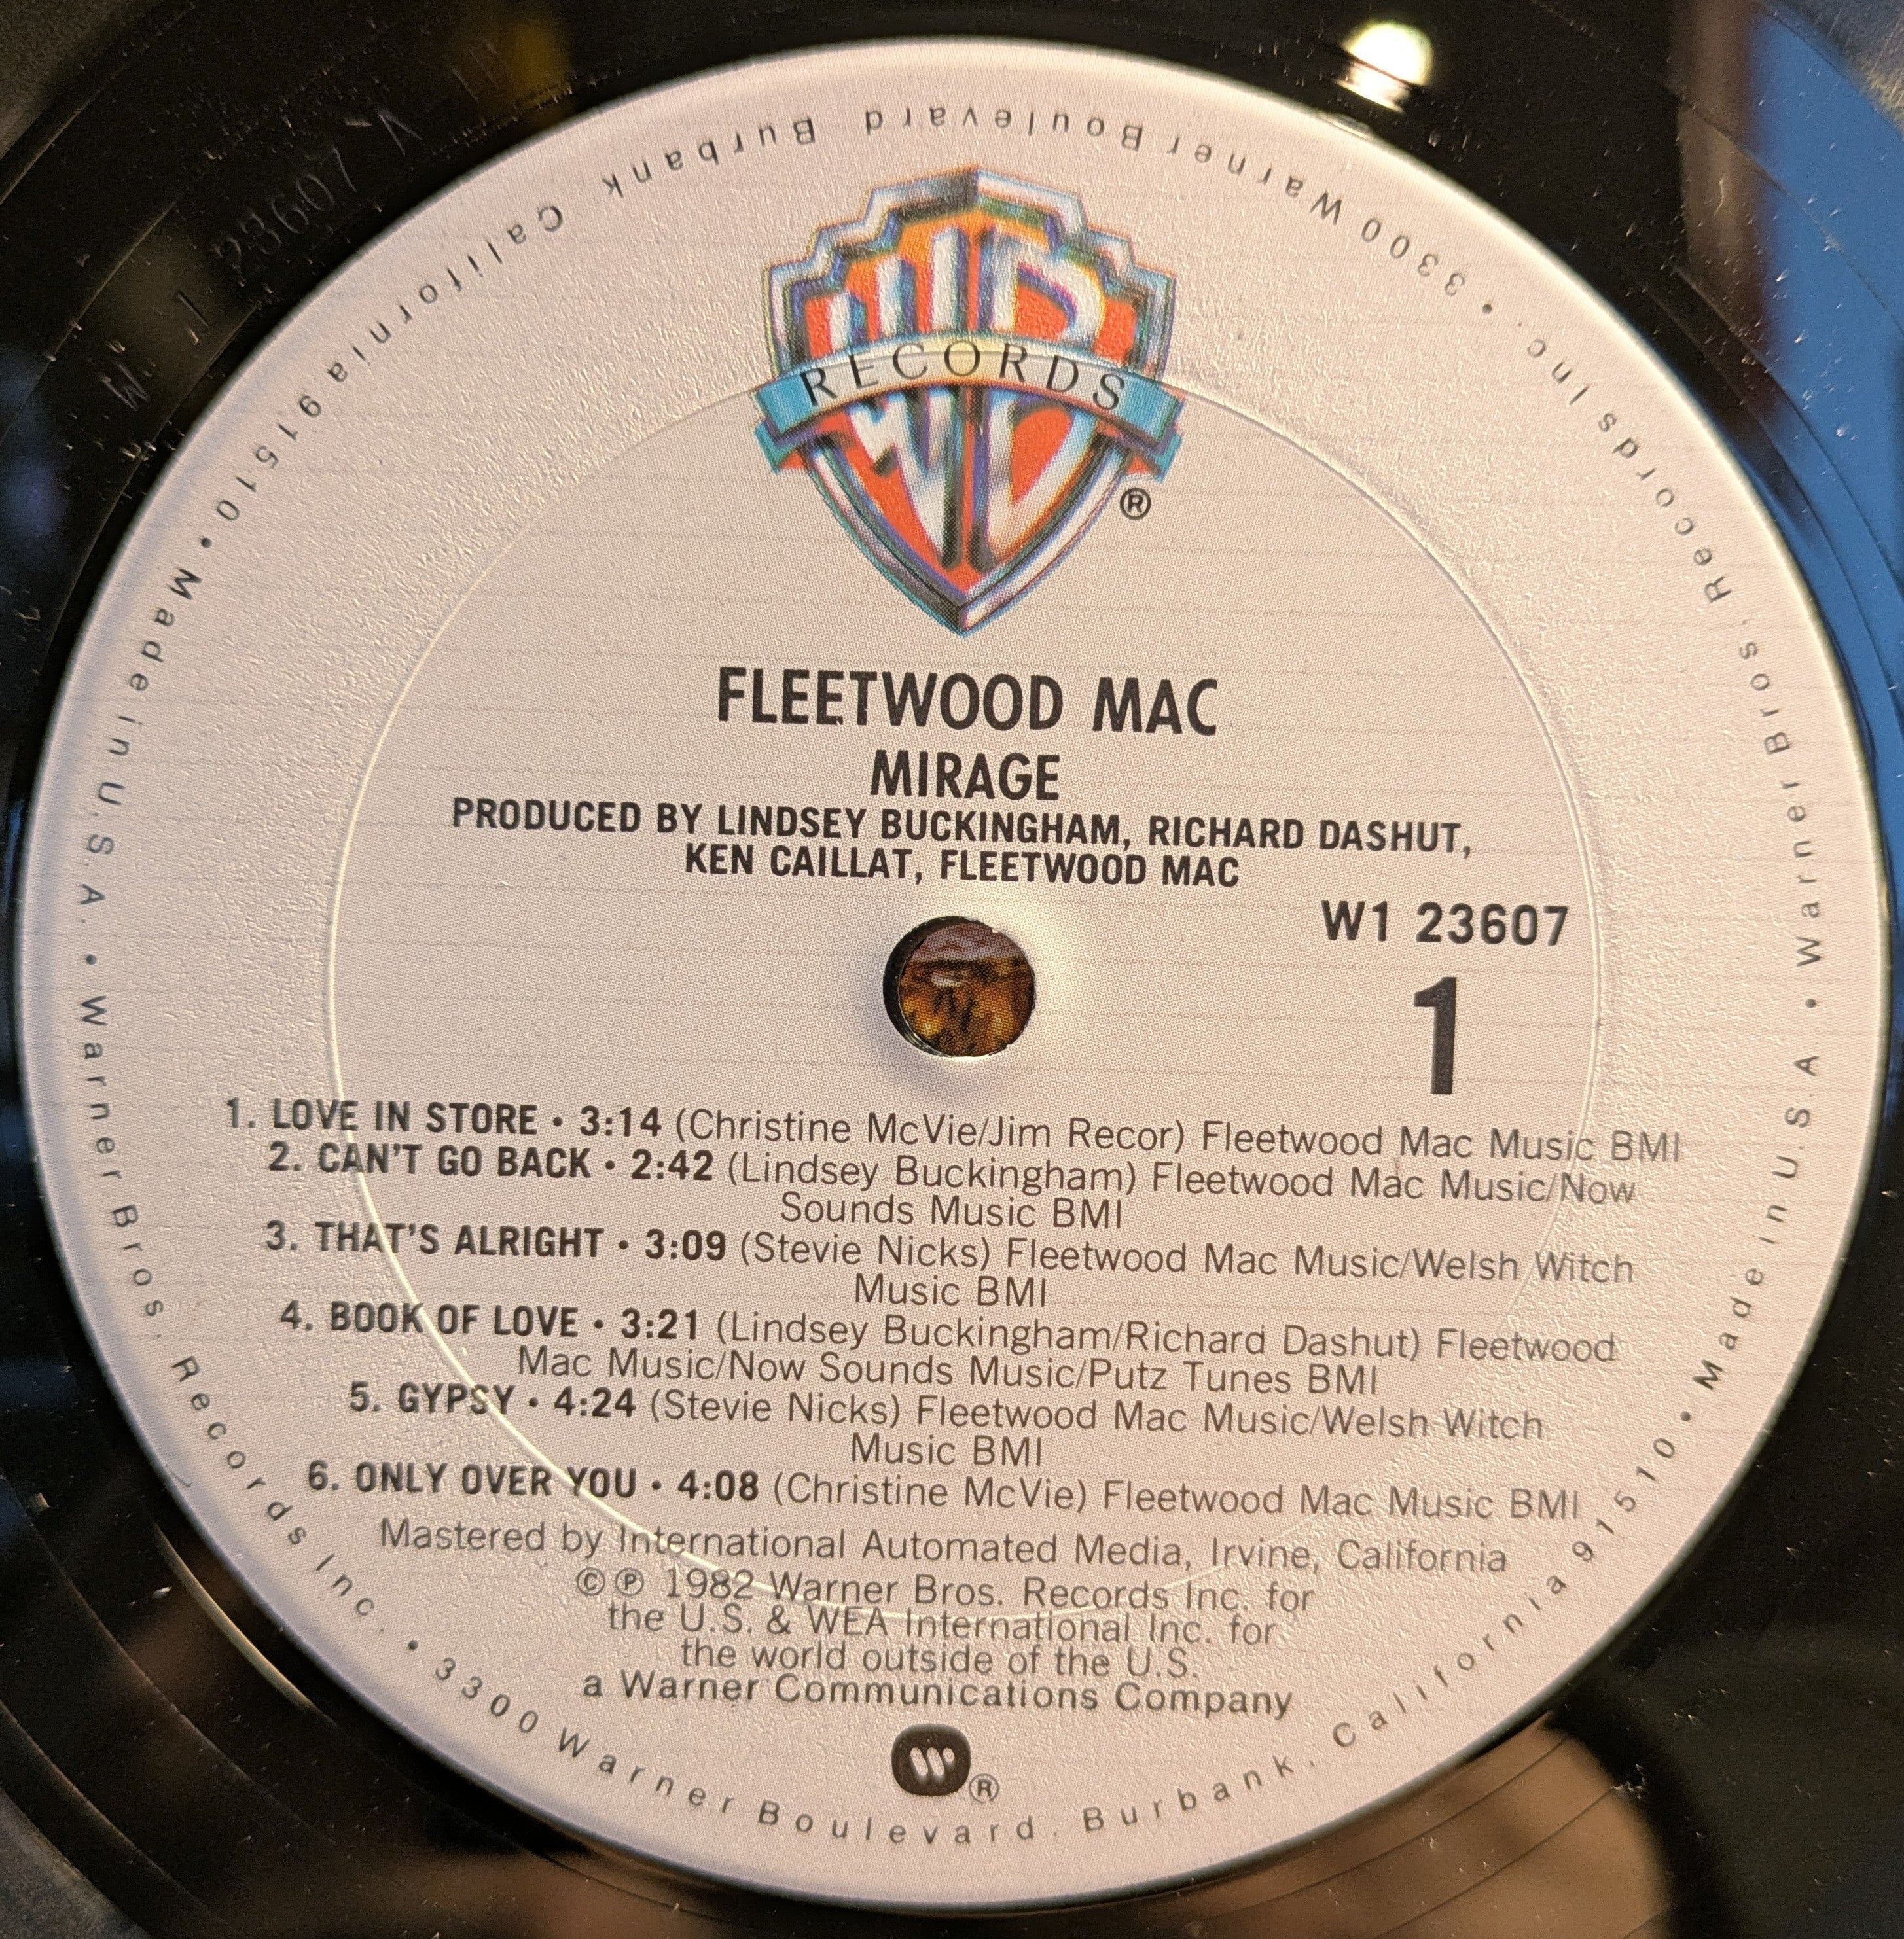 W 1 23607
WB
RECORDS
®
FLEETWOOD MAC
MIRAGE
PRODUCED BY LINDSEY BUCKINGHAM, RICHARD DASHUT,
KEN CAILLAT, FLEETWOOD MAC
W1 23607
1
1. LOVE IN STORE • 3:14 (Christine McVie/Jim Recor) Fleetwood Mac Music BMI
2. CAN'T GO BACK • 2:42 (Lindsey Buckingham) Fleetwood Mac Music/Now
Sounds Music BMI
3. THAT'S ALRIGHT • 3:09 (Stevie Nicks) Fleetwood Mac Music/Welsh Witch
Music BMI
4. BOOK OF LOVE • 3:21 (Lindsey Buckingham/Richard Dashut) Fleetwood
Mac Music/Now Sounds Music/Putz Tunes BMI
5. GYPSY • 4:24 (Stevie Nicks) Fleetwood Mac Music/Welsh Witch
Music BMI
6. ONLY OVER YOU • 4:08 (Christine McVie) Fleetwood Mac Music BMI
Mastered by International Automated Media, Irvine, California
©℗ 1982 Warner Bros. Records Inc. for
the U.S. & WEA International Inc. for
the world outside of the U.S.
a Warner Communications Company
®
Made in U.S.A. • Warner Bros. Records Inc. • 3300 Warner Boulevard. Burbank. California 91510 • Made in U.S.A • Warner Bros. Records Inc. • 3300 Warner Boulevard Burbank California 91510 •